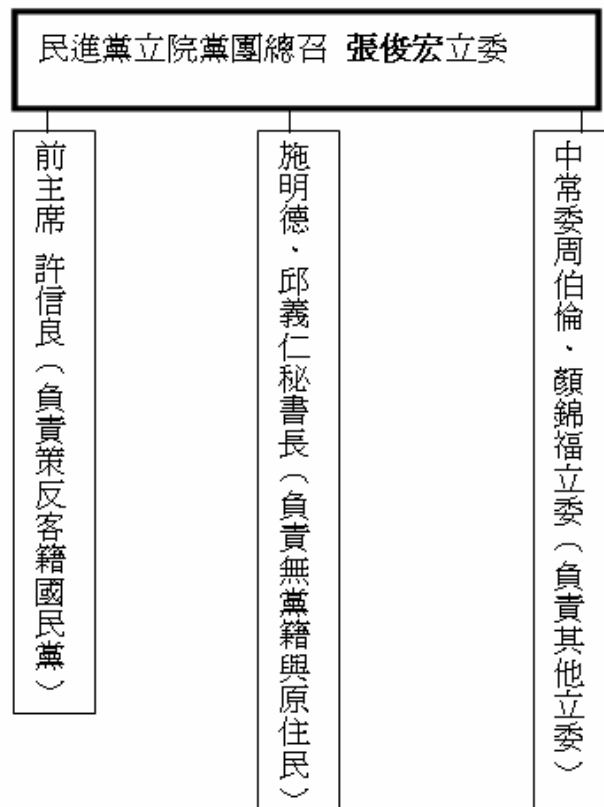 民進黨立院黨團總召 張俊宏立委
前主席 許信良（負責策反客籍國民黨）
施明德、邱義仁秘書長（負責無黨籍與原住民）
中常委周伯倫、顏錦福立委（負責其他立委）